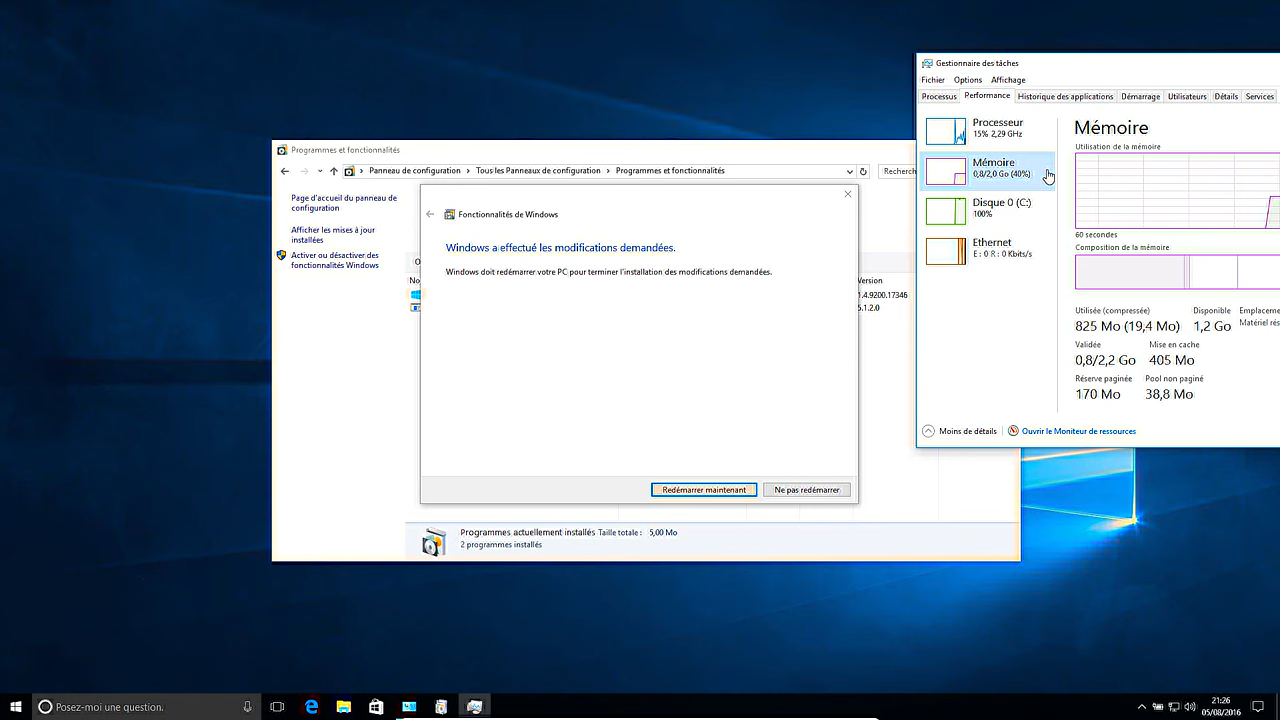 Programmes et fonctionnalités
Panneau de configuration
Tous les Panneaux de configuration
Programmes et fonctionnalités
Recherch
Page d'accueil du panneau de
configuration
Afficher les mises à jour
installées
Activer ou désactiver des
fonctionnalités Windows
O
No
Version
.4.9200.17346
5.1.2.0
Fonctionnalités de Windows
Windows a effectué les modifications demandées.
Windows doit redémarrer votre PC pour terminer l'installation des modifications demandées.
Redémarrer maintenant
Ne pas redémarrer
Programmes actuellement installés Taille totale : 5,00 Mo
2 programmes installés
Gestionnaire des tâches
Fichier Options Affichage
Processus Performance Historique des applications Démarrage Utilisateurs Détails Services
Processeur
15% 2,29 GHz
Mémoire
0,8/2,0 Go (40%)
Disque 0 (C:)
100%
Ethernet
E : 0 R : 0 Kbits/s
Mémoire
Utilisation de la mémoire
60 secondes
Composition de la mémoire
Utilisée (compressée) Disponible Emplaceme
825 Mo (19,4 Mo) 1,2 Go Matériel rés
Validée Mise en cache
0,8/2,2 Go 405 Mo
Réserve paginée Pool non paginé
170 Mo 38,8 Mo
Moins de détails
Ouvrir le Moniteur de ressources
Posez-moi une question.
21:26
05/08/2016